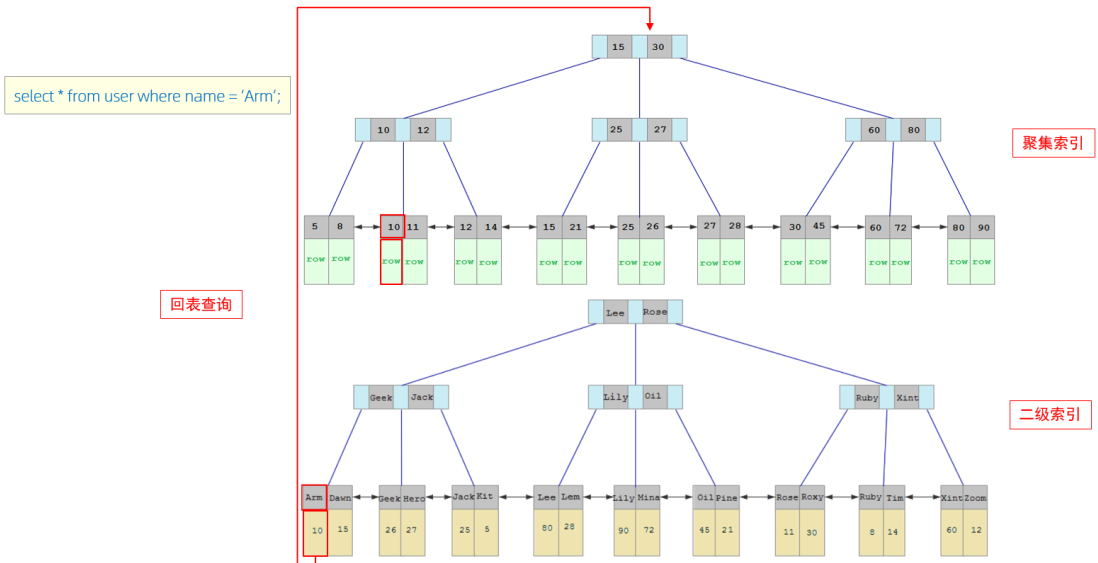 15 30
select * from user where name = ‘Arm’;
10 12 25 27 60 80
聚集索引
5 8 10 11 12 14 15 21 25 26 27 28 30 45 60 72 80 90
row row row row row row row row row row row row row row row row row row
回表查询
Lee Rose
Geek Jack Lily Oil Ruby Xint
二级索引
Arm Dawn Geek Hero Jack Kit Lee Lem Lily Mina Oil Pine Rose Roxy Ruby Tim Xint Zoom
10 15 26 27 25 5 80 28 90 72 45 21 11 30 8 14 60 12